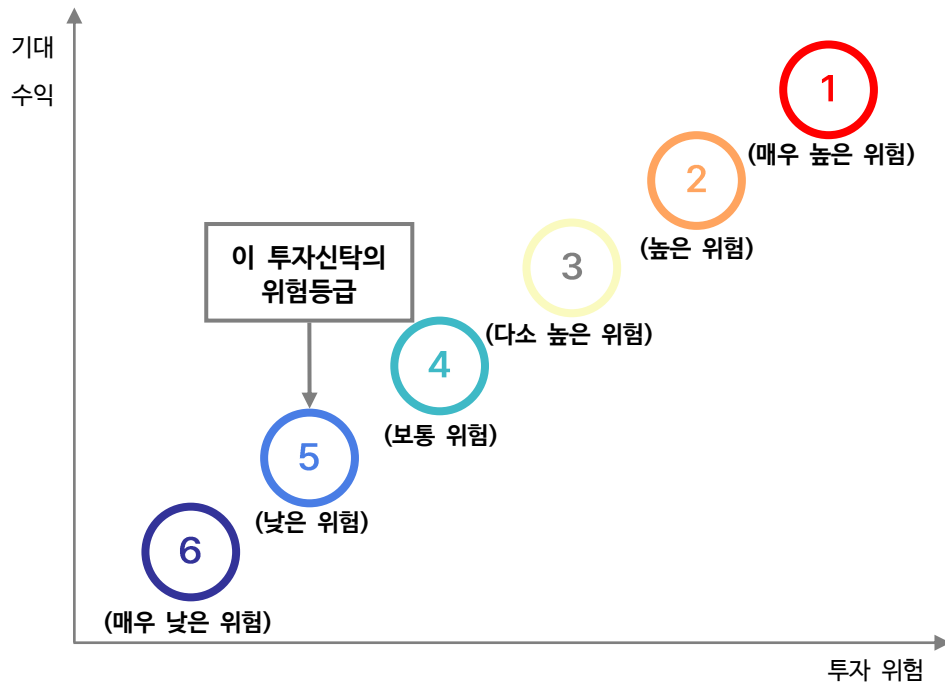 기대
수익
1
(매우 높은 위험)
2
(높은 위험)
이 투자신탁의
위험등급
3
(다소 높은 위험)
4
(보통 위험)
5
(낮은 위험)
6
(매우 낮은 위험)
투자 위험